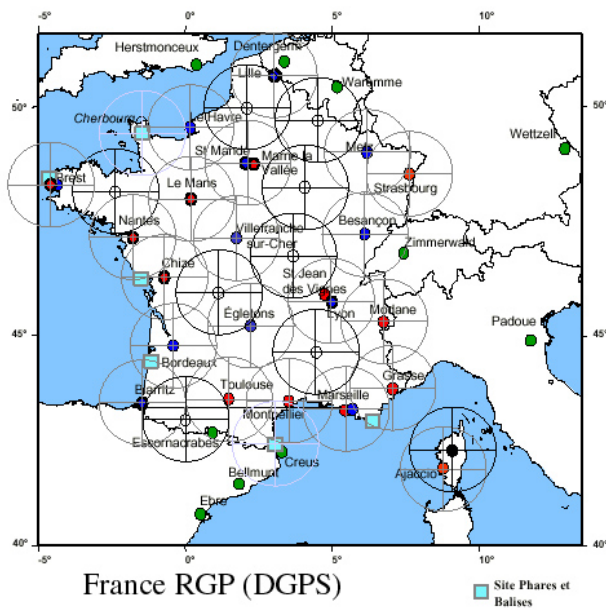 -5° 0° 5° 10°
Herstmonceux
Dentergem
Lille
Waremme
50° 50°
Cherbourg
Le Havre
Wettzell
St Mande
Marne la
Vallée
Metz
Brest
Le Mans
Strasbourg
Nantes
Villefranche
sur-Cher
Besançon
Zimmerwald
Chizé
St Jean
des Vignes
Égletons
Lyon
Modane
Padoue
45° 45°
Bordeaux
Biarritz
Toulouse
Grasse
Marseille
Montpellier
Escornacrabes
Creus
Ajaccio
Bellmunt
Ebre
40° 40°
-5° 0° 5° 10°
France RGP (DGPS)
Site Phares et
Balises